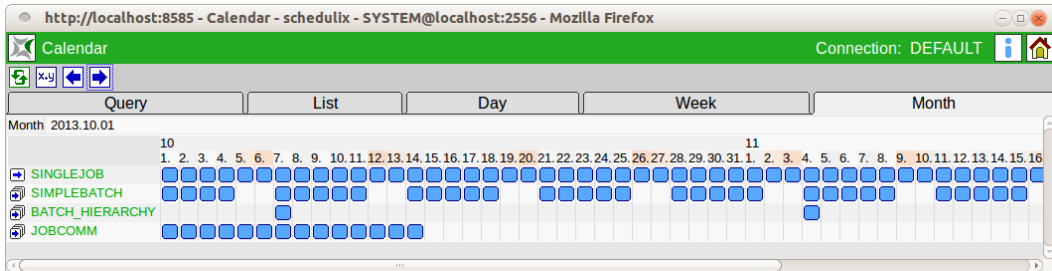 http://localhost:8585 - Calendar - schedulix - SYSTEM@localhost:2556 - Mozilla Firefox
Calendar Connection: DEFAULT i
x.y
Query List Day Week Month
Month 2013.10.01
10 11
1. 2. 3. 4. 5. 6. 7. 8. 9. 10. 11. 12. 13. 14. 15. 16. 17. 18. 19. 20. 21. 22. 23. 24. 25. 26. 27. 28. 29. 30. 31. 1. 2. 3. 4. 5. 6. 7. 8. 9. 10. 11. 12. 13. 14. 15. 16
SINGLEJOB
SIMPLEBATCH
BATCH_HIERARCHY
JOBCOMM